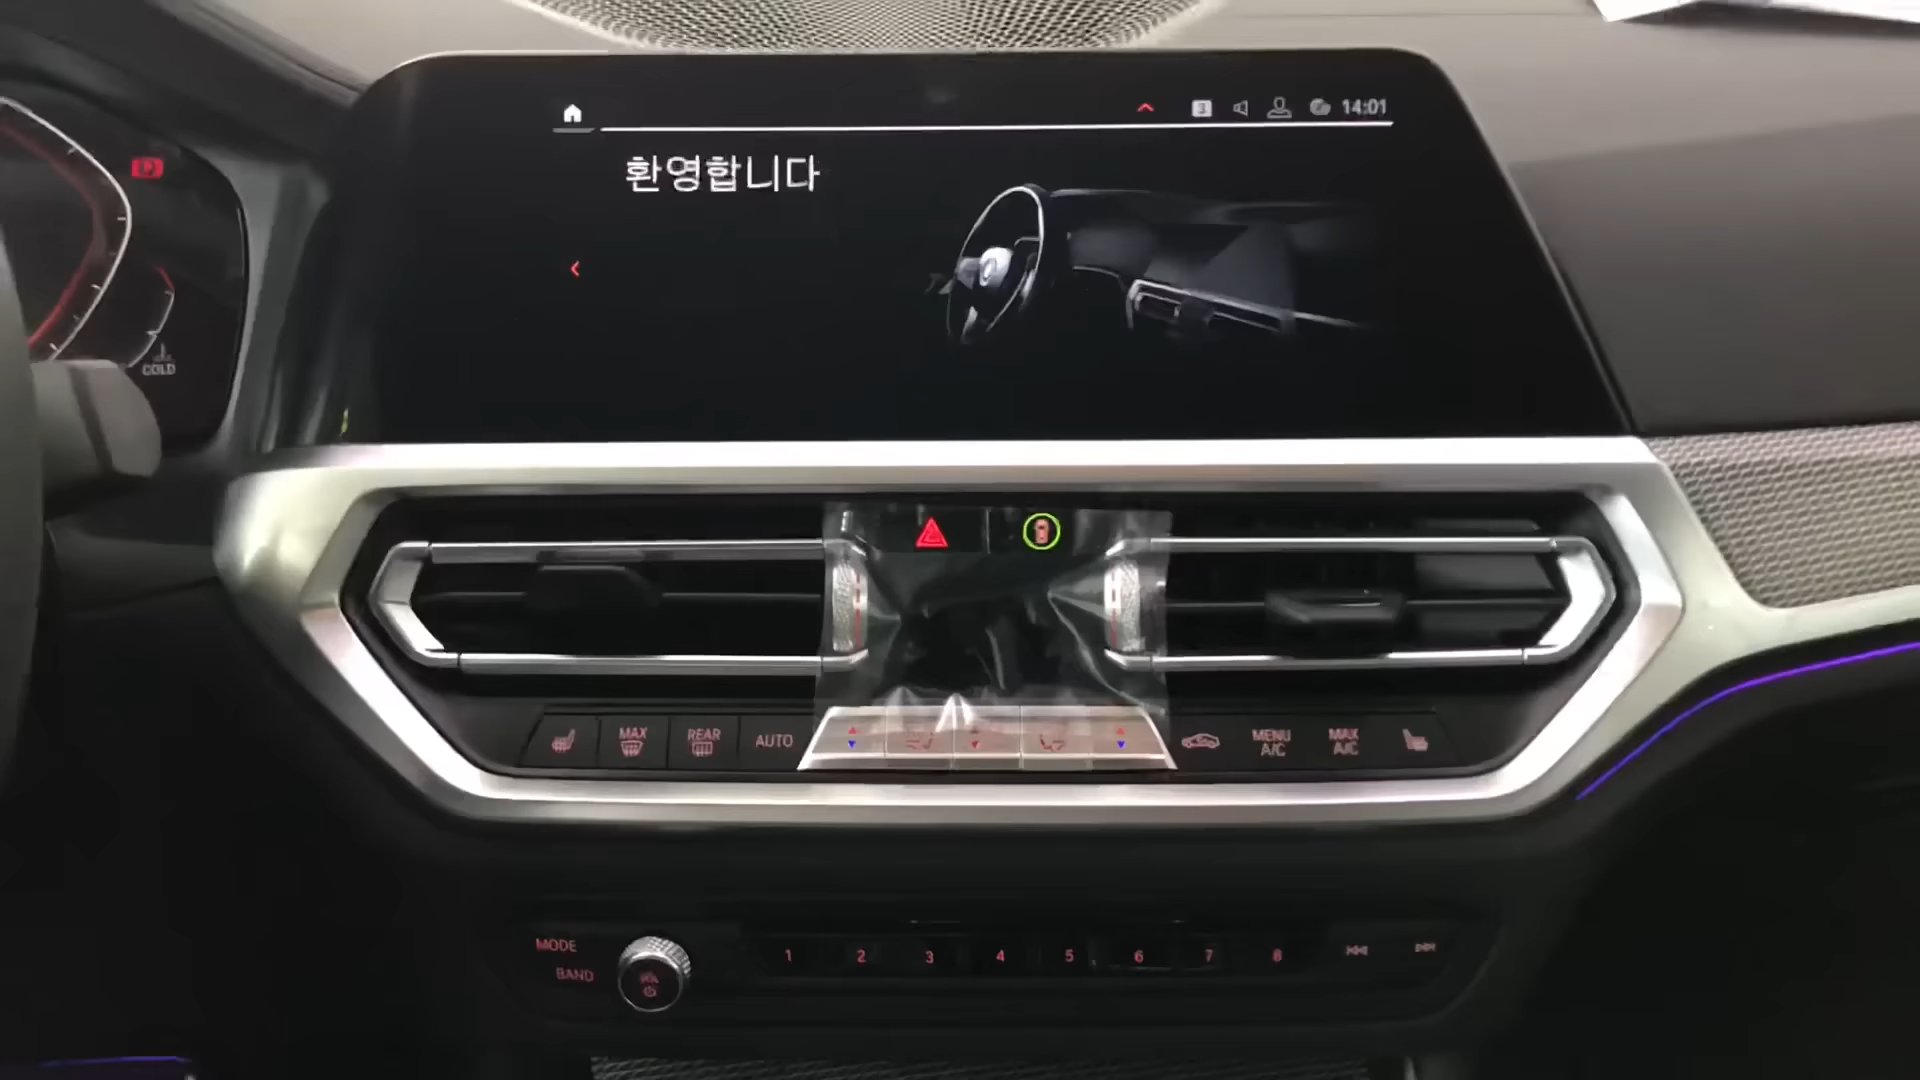 3 14:01
환영합니다
COLD
MAX
REAR
AUTO
MENU
A/C
MAX
A/C
MODE
BAND
1 2 3 4 5 6 7 8